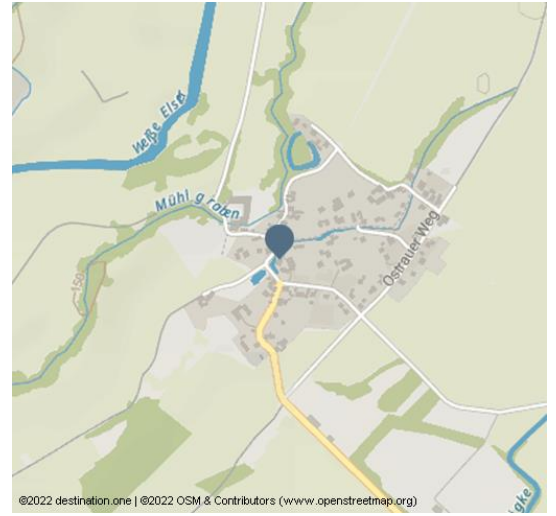 Weiße Elster
Mühlgraben
Ostrauer Weg
150
©2022 destination.one | ©2022 OSM & Contributors (www.openstreetmap.org)